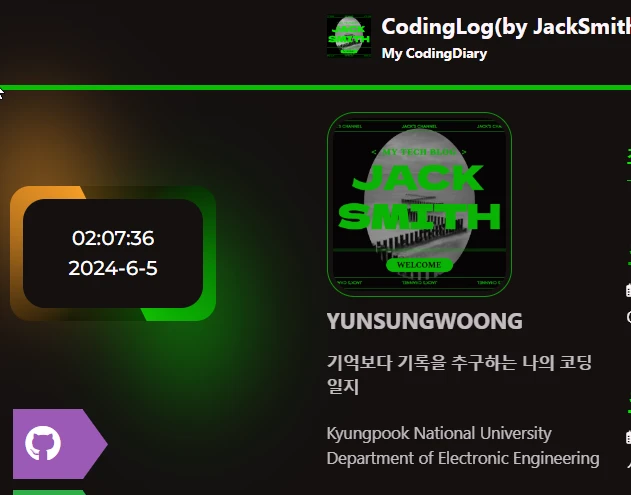 CodingLog(by JackSmith
My CodingDiary
JACK'S CHANNEL
< MY TECH BLOG >
JACK
SMITH
WELCOME
02:07:36
2024-6-5
YUNSUNGWOONG
기억보다 기록을 추구하는 나의 코딩
일지
Kyungpook National University
Department of Electronic Engineering